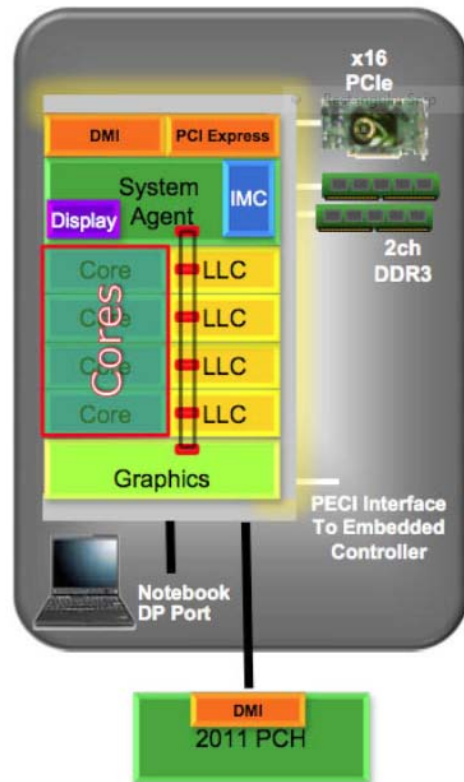 x16
PCIe
DMI
PCI Express
System
Agent
IMC
Display
2ch
DDR3
Core
LLC
Core
LLC
Core
LLC
Core
LLC
Cores
Graphics
PECI Interface
To Embedded
Controller
Notebook
DP Port
DMI
2011 PCH